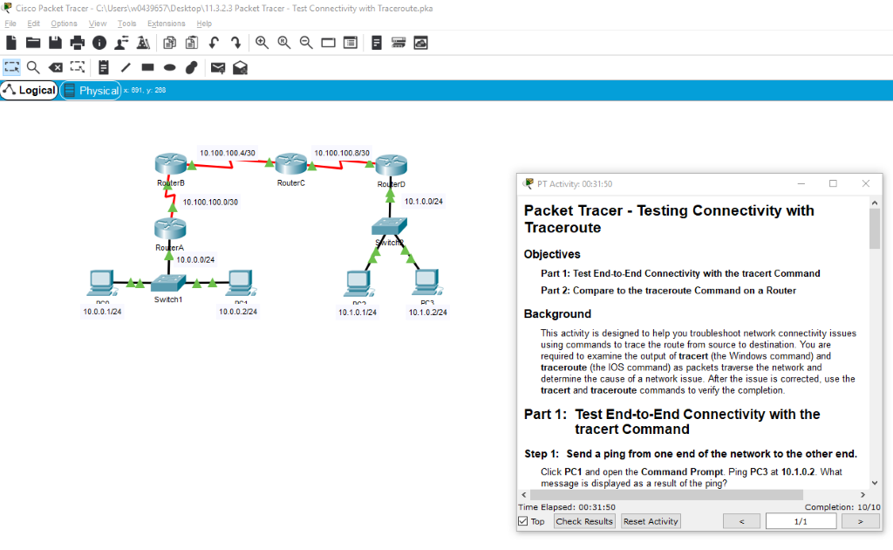 Cisco Packet Tracer - C:\Users\w0439657\Desktop\11.3.2.3 Packet Tracer - Test Connectivity with Traceroute.pka
File Edit Options View Tools Extensions Help
Logical Physical x: 691, y: 268
10.100.100.4/30 10.100.100.8/30
RouterB RouterC RouterD
10.100.100.0/30 10.1.0.0/24
RouterA Switch2
10.0.0.0/24
PC0 Switch1 PC1 PC2 PC3
10.0.0.1/24 10.0.0.2/24 10.1.0.1/24 10.1.0.2/24
PT Activity: 00:31:50
Packet Tracer - Testing Connectivity with
Traceroute
Objectives
Part 1: Test End-to-End Connectivity with the tracert Command
Part 2: Compare to the traceroute Command on a Router
Background
This activity is designed to help you troubleshoot network connectivity issues
using commands to trace the route from source to destination. You are
required to examine the output of tracert (the Windows command) and
traceroute (the IOS command) as packets traverse the network and
determine the cause of a network issue. After the issue is corrected, use the
tracert and traceroute commands to verify the completion.
Part 1: Test End-to-End Connectivity with the
tracert Command
Step 1: Send a ping from one end of the network to the other end.
Click PC1 and open the Command Prompt. Ping PC3 at 10.1.0.2. What
message is displayed as a result of the ping?
Time Elapsed: 00:31:50 Completion: 10/10
Top Check Results Reset Activity < 1/1 >